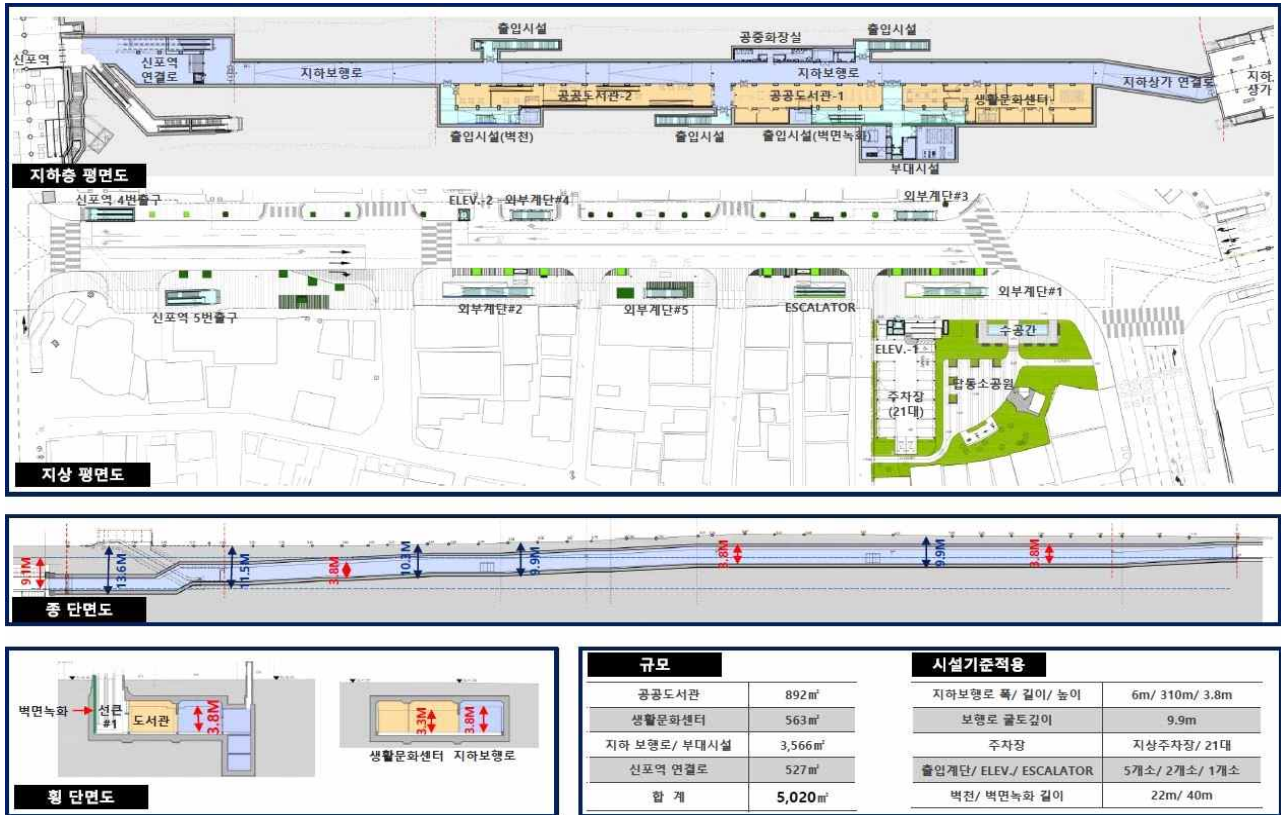 출입시설
공중화장실
출입시설
신포역
신포역
연결로
지하보행로
지하보행로
지하상가 연결로
지하
상가
공공도서관-2
공공도서관-1
생활문화센터
출입시설(벽천)
출입시설
출입시설(벽면녹화)
부대시설
지하층 평면도
신포역 4번출구
ELEV.-2
외부계단#4
외부계단#3
신포역 5번출구
외부계단#2
외부계단#5
ESCALATOR
외부계단#1
ELEV.-1
수공간
답동소공원
주차장
(21대)
지상 평면도
9.1M
13.6M
11.5M
3.8M
10.3M
9.9M
3.8M
9.9M
3.8M
종 단면도
벽면녹화
선큰
#1
도서관
3.8M
3.3M
3.8M
생활문화센터
지하보행로
횡 단면도
규모
공공도서관 892㎡
생활문화센터 563㎡
지하 보행로/ 부대시설 3,566㎡
신포역 연결로 527㎡
합 계 5,020㎡
시설기준적용
지하보행로 폭/ 길이/ 높이 6m/ 310m/ 3.8m
보행로 굴토깊이 9.9m
주차장 지상주차장/ 21대
출입계단/ ELEV./ ESCALATOR 5개소/ 2개소/ 1개소
벽천/ 벽면녹화 길이 22m/ 40m